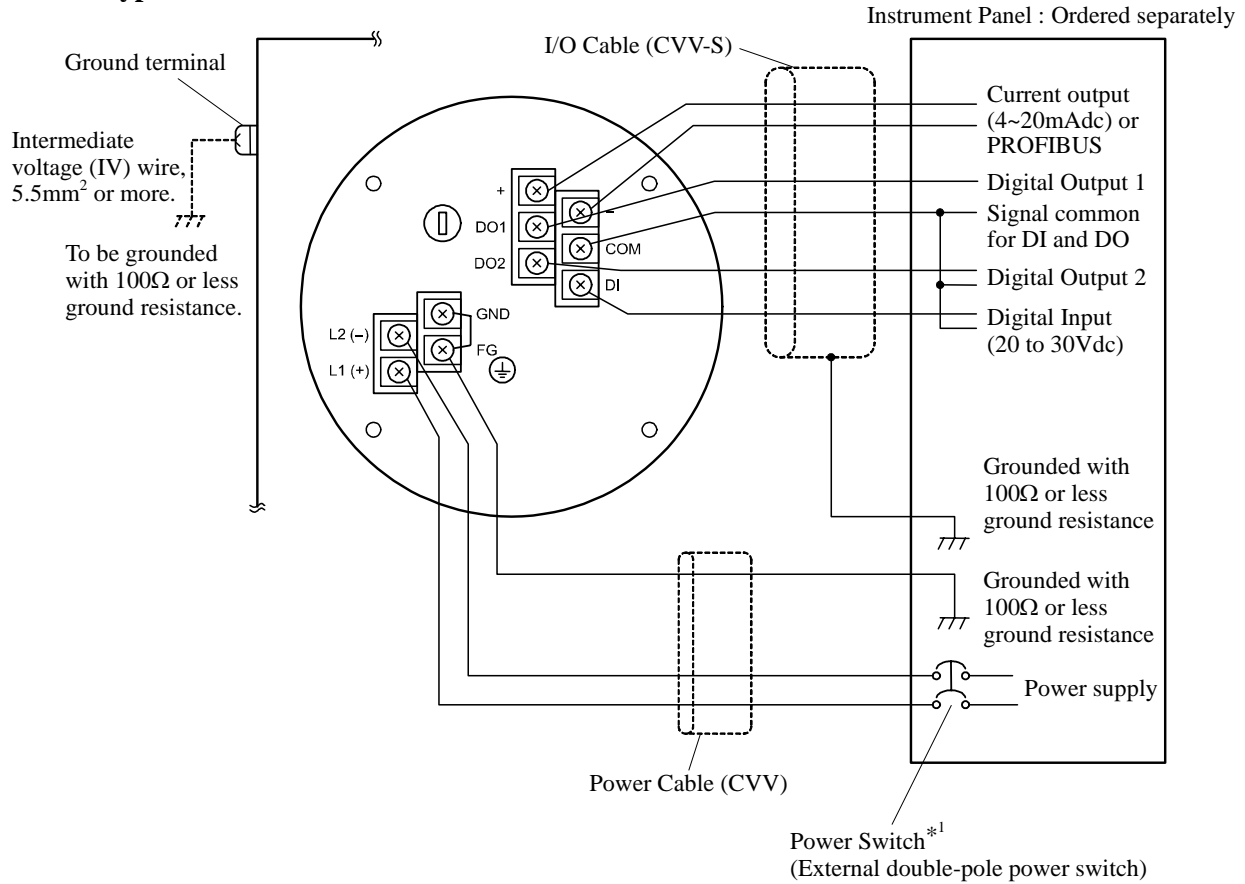 Instrument Panel : Ordered separately
I/O Cable (CVV-S)
Ground terminal
Intermediate
voltage (IV) wire,
5.5mm² or more.
To be grounded
with 100Ω or less
ground resistance.
+
DO1
DO2
−
COM
DI
GND
FG
L2 (−)
L1 (+)
Current output
(4~20mAdc) or
PROFIBUS
Digital Output 1
Signal common
for DI and DO
Digital Output 2
Digital Input
(20 to 30Vdc)
Grounded with
100Ω or less
ground resistance
Grounded with
100Ω or less
ground resistance
Power supply
Power Cable (CVV)
Power Switch*¹
(External double-pole power switch)